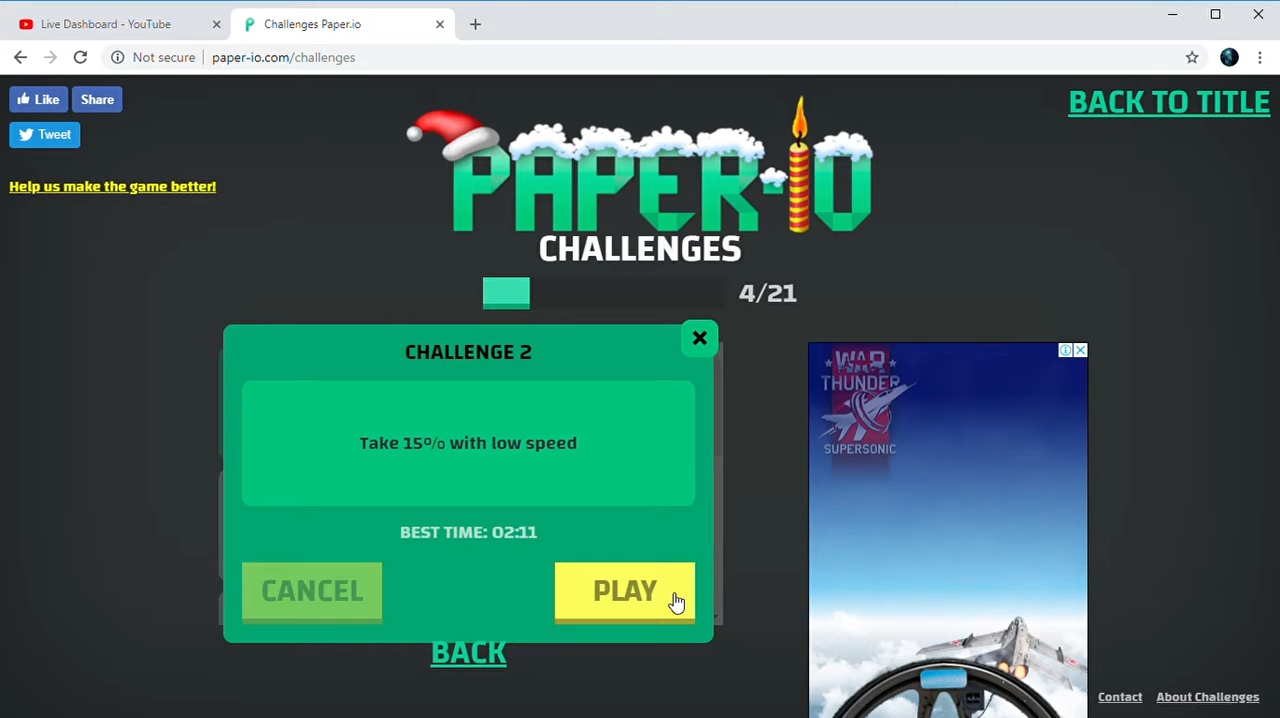 Live Dashboard - YouTube
Challenges Paper.io
Not secure
paper-io.com/challenges
Like
Share
BACK TO TITLE
Tweet
Help us make the game better!
PAPER-IO
CHALLENGES
4/21
CHALLENGE 2
Take 15% with low speed
BEST TIME: 02:11
CANCEL
PLAY
BACK
WAR
THUNDER
SUPERSONIC
Contact
About Challenges